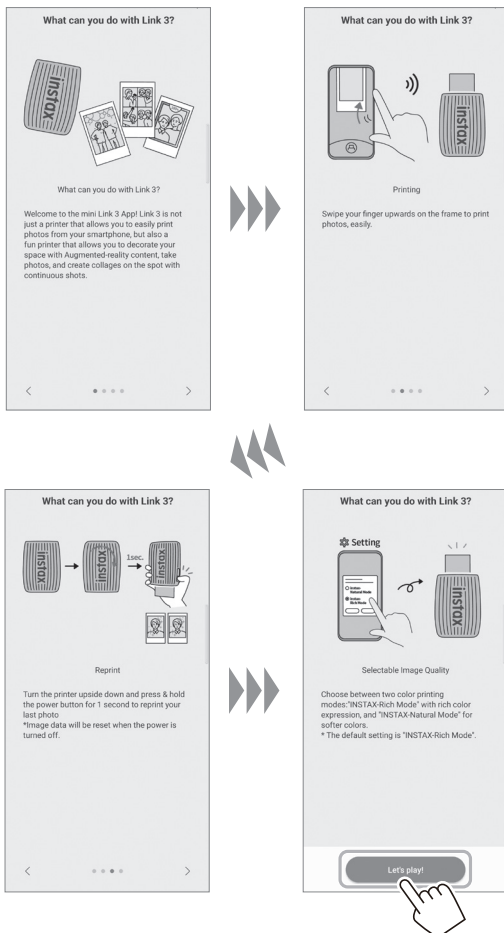 What can you do with Link 3?
instax
What can you do with Link 3?
Welcome to the mini Link 3 App! Link 3 is not
just a printer that allows you to easily print
photos from your smartphone, but also a
fun printer that allows you to decorate your
space with Augmented-reality content, take
photos, and create collages on the spot with
continuous shots.
What can you do with Link 3?
instax
Printing
Swipe your finger upwards on the frame to print
photos, easily.
What can you do with Link 3?
instax
instax
1sec.
instax
Reprint
Turn the printer upside down and press & hold
the power button for 1 second to reprint your
last photo
*Image data will be reset when the power is
turned off.
What can you do with Link 3?
Setting
instax
Natural Mode
instax
Rich Mode
instax
Selectable Image Quality
Choose between two color printing
modes:"INSTAX-Rich Mode" with rich color
expression, and "INSTAX-Natural Mode" for
softer colors.
* The default setting is "INSTAX-Rich Mode".
Let's play!